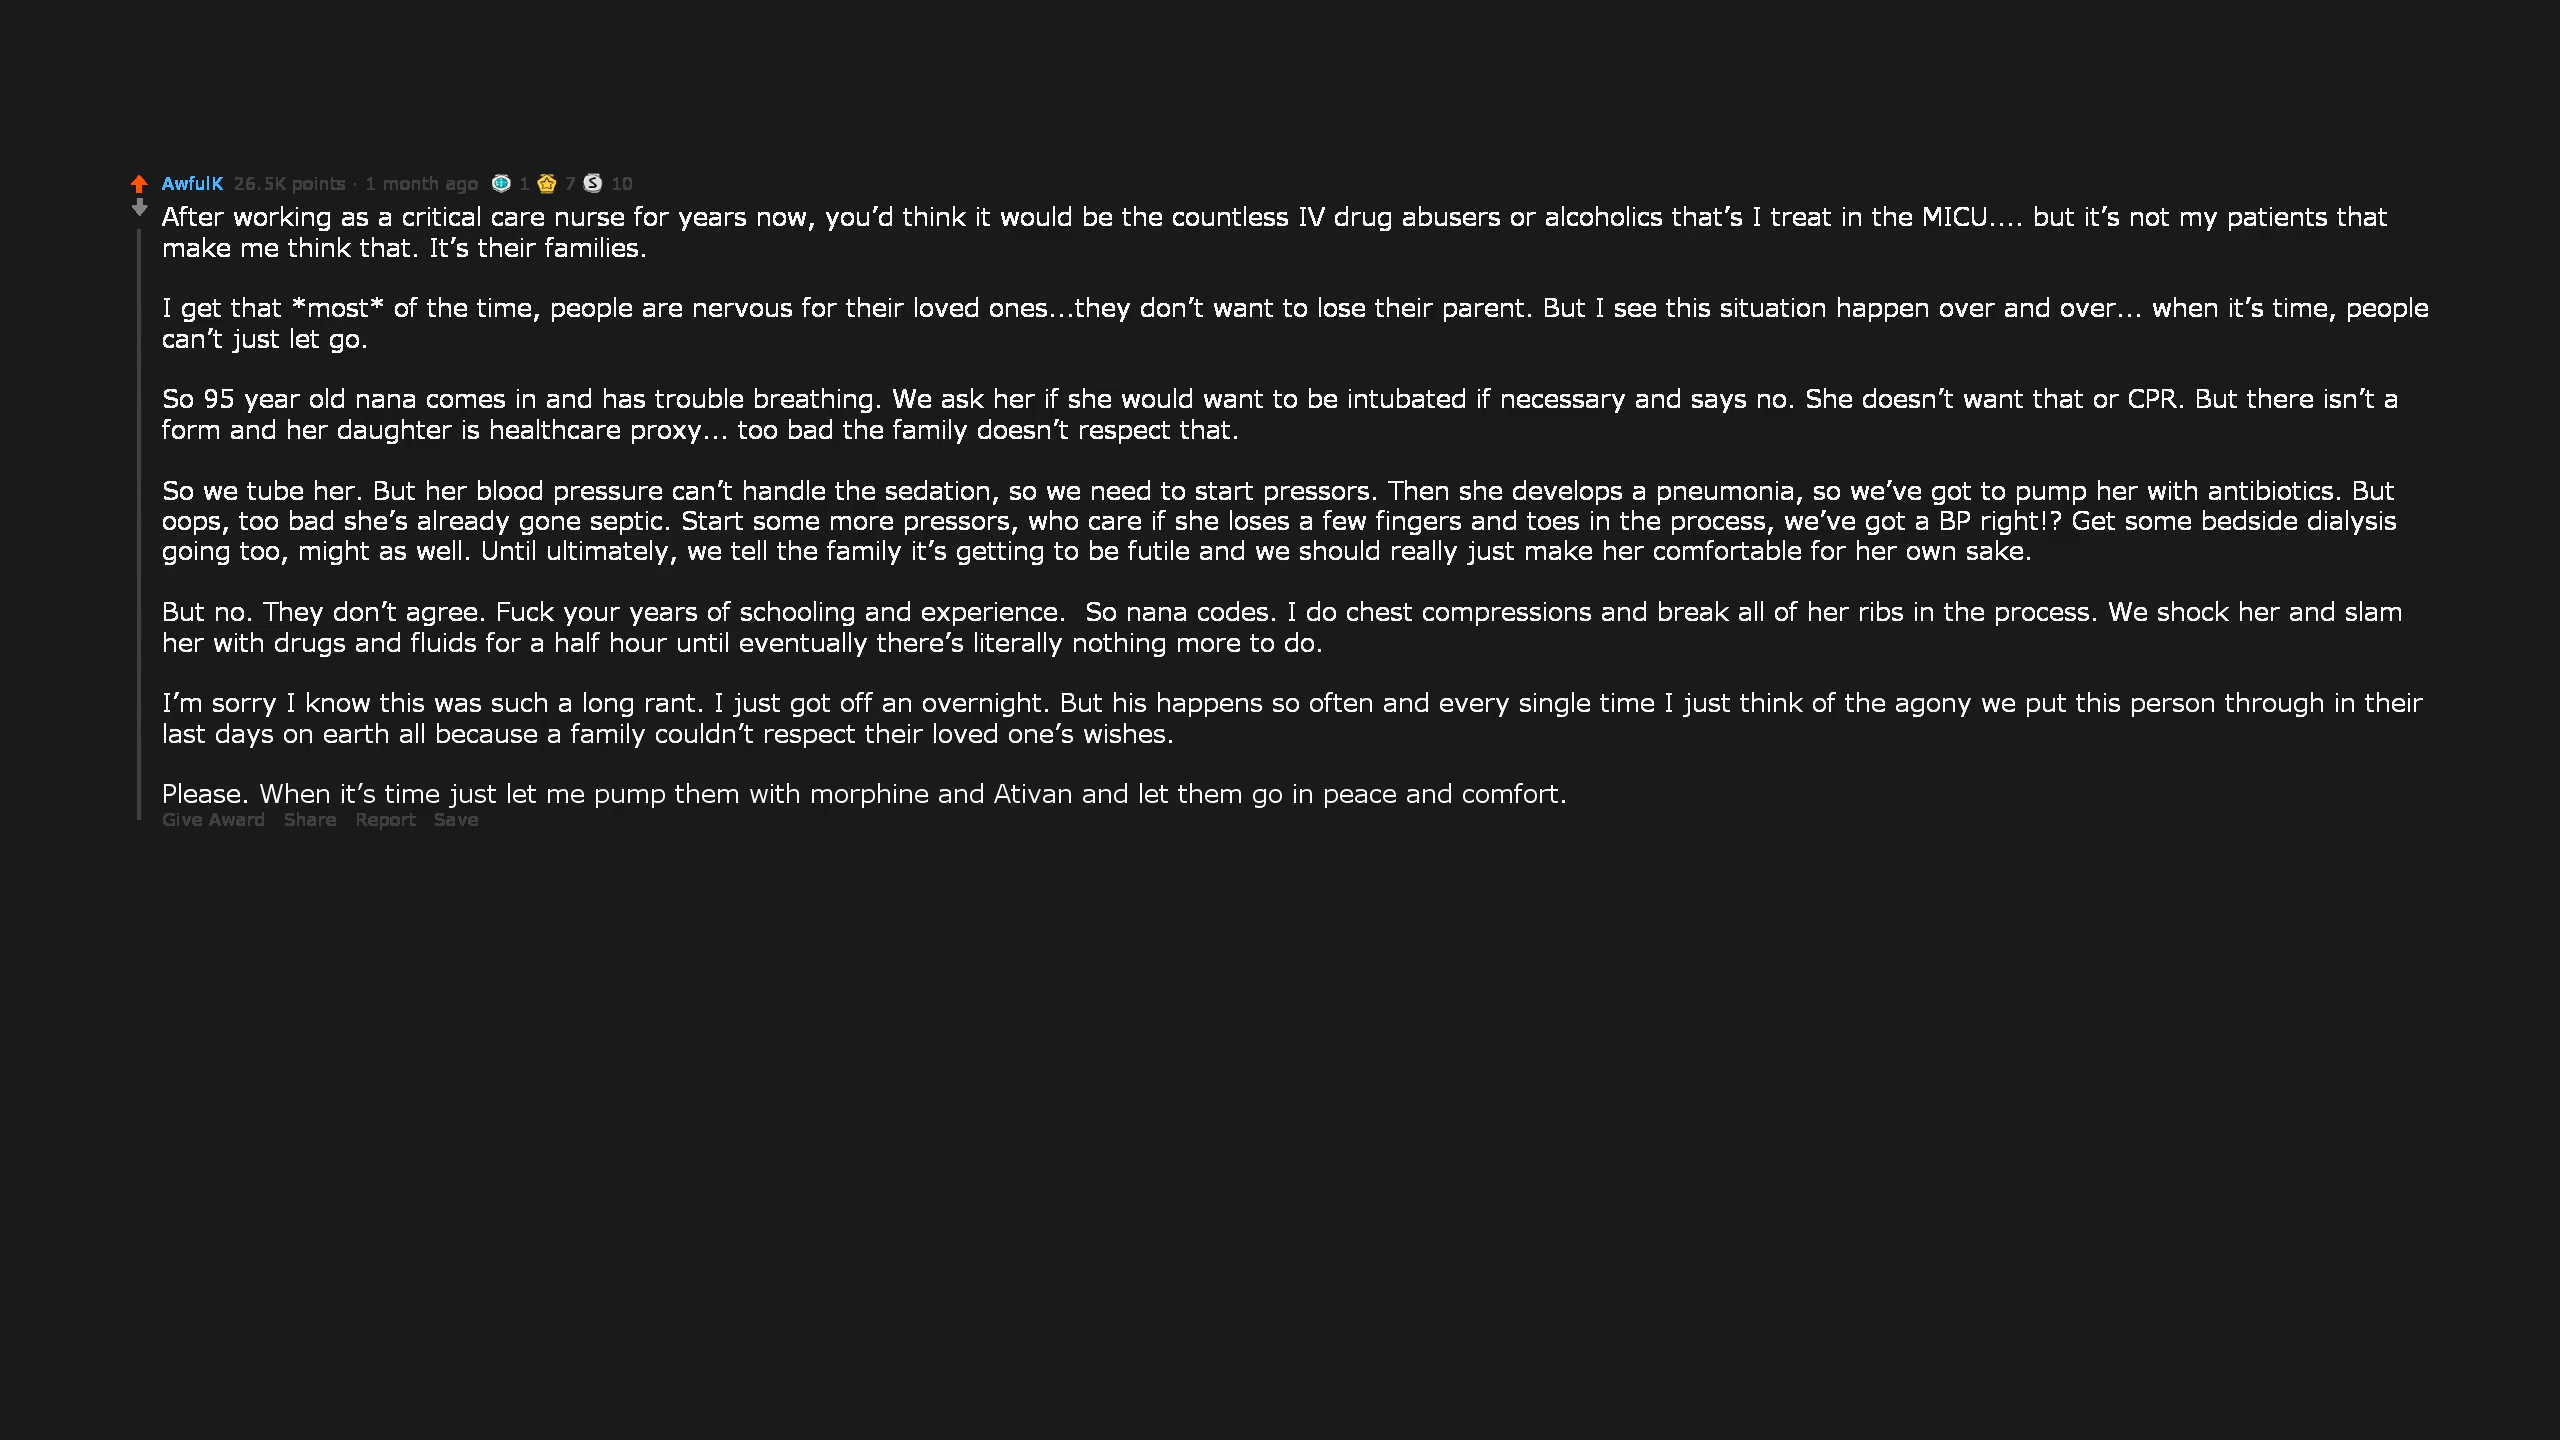 AwfulK 26.5K points · 1 month ago 1 7 S 10
After working as a critical care nurse for years now, you’d think it would be the countless IV drug abusers or alcoholics that’s I treat in the MICU.... but it’s not my patients that
make me think that. It’s their families.
I get that *most* of the time, people are nervous for their loved ones...they don’t want to lose their parent. But I see this situation happen over and over... when it’s time, people
can’t just let go.
So 95 year old nana comes in and has trouble breathing. We ask her if she would want to be intubated if necessary and says no. She doesn’t want that or CPR. But there isn’t a
form and her daughter is healthcare proxy... too bad the family doesn’t respect that.
So we tube her. But her blood pressure can’t handle the sedation, so we need to start pressors. Then she develops a pneumonia, so we’ve got to pump her with antibiotics. But
oops, too bad she’s already gone septic. Start some more pressors, who care if she loses a few fingers and toes in the process, we’ve got a BP right!? Get some bedside dialysis
going too, might as well. Until ultimately, we tell the family it’s getting to be futile and we should really just make her comfortable for her own sake.
But no. They don’t agree. Fuck your years of schooling and experience.  So nana codes. I do chest compressions and break all of her ribs in the process. We shock her and slam
her with drugs and fluids for a half hour until eventually there’s literally nothing more to do.
I’m sorry I know this was such a long rant. I just got off an overnight. But his happens so often and every single time I just think of the agony we put this person through in their
last days on earth all because a family couldn’t respect their loved one’s wishes.
Please. When it’s time just let me pump them with morphine and Ativan and let them go in peace and comfort.
Give Award Share Report Save